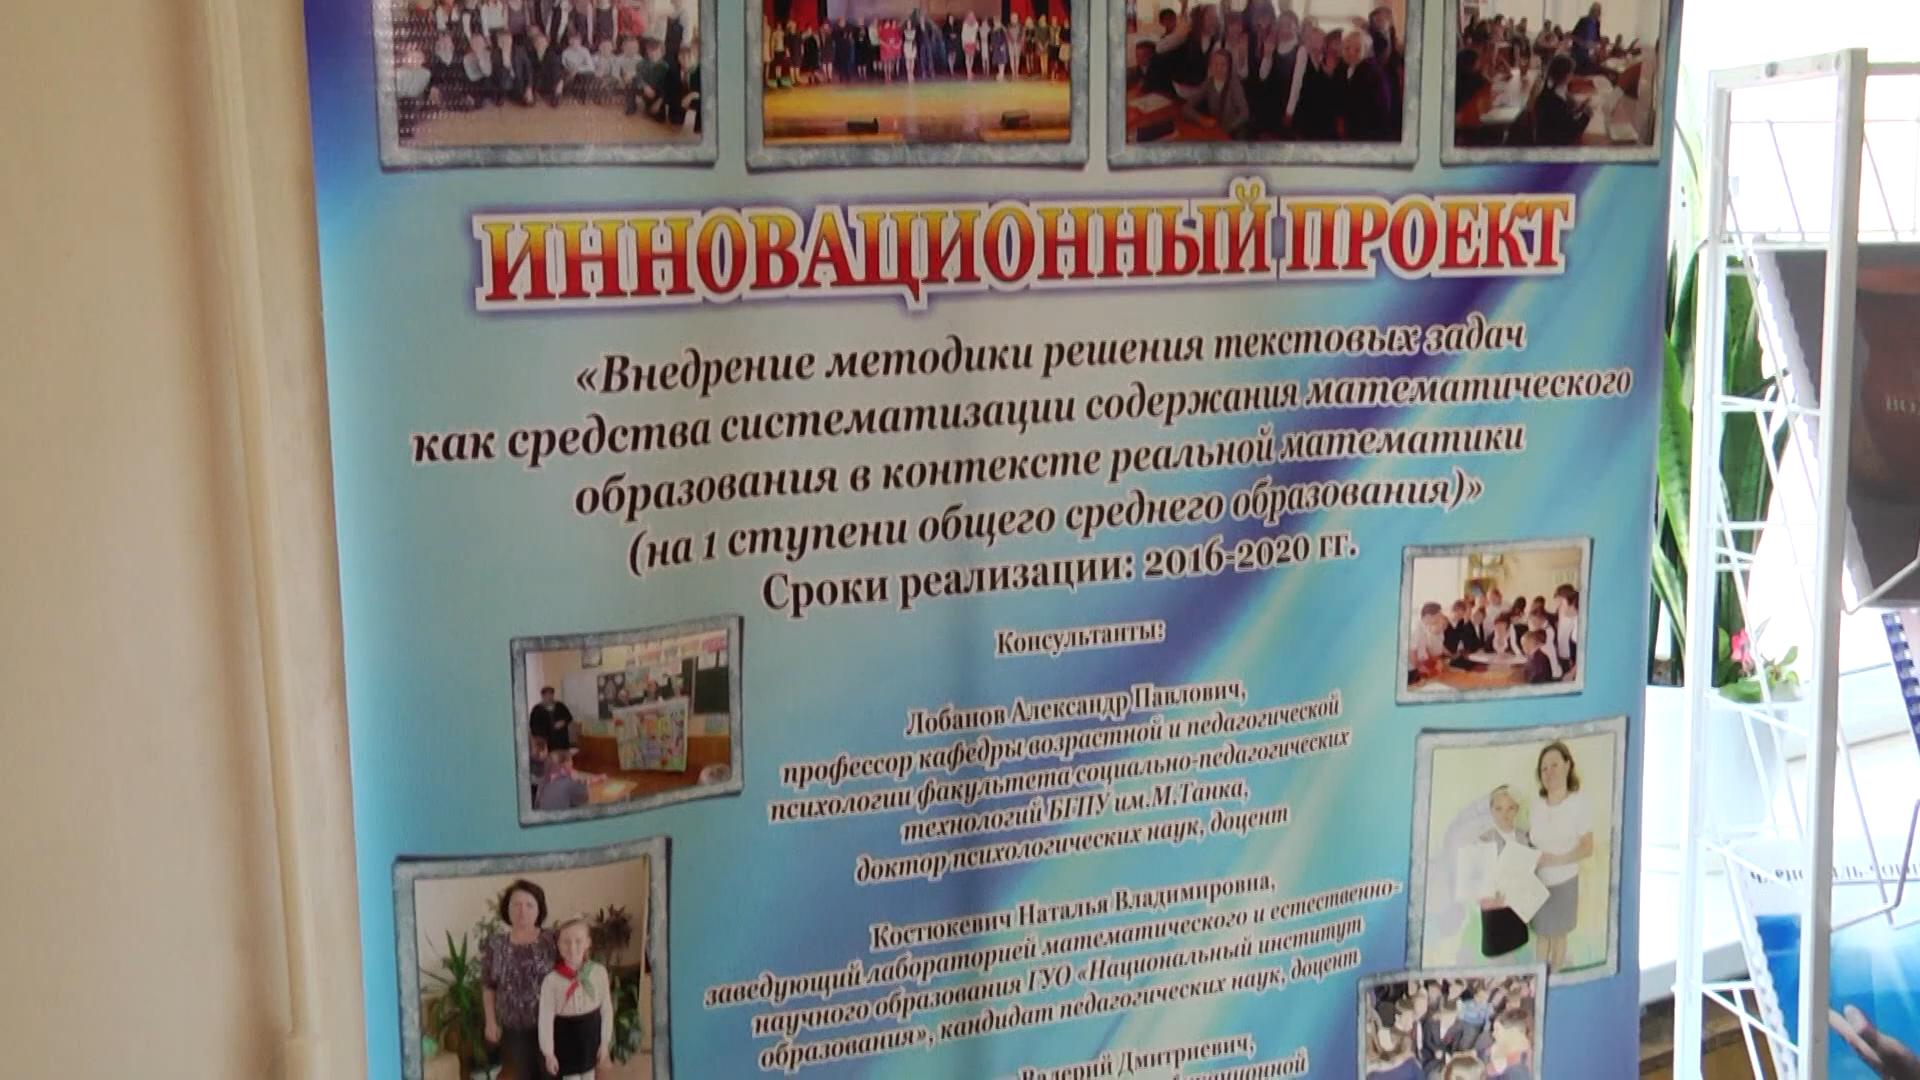 ИННОВАЦИОННЫЙ ПРОЕКТ
«Внедрение методики решения текстовых задач
как средства систематизации содержания математического
образования в контексте реальной математики
(на 1 ступени общего среднего образования)»
Сроки реализации: 2016-2020 гг.
Консультанты:
Лобанов Александр Павлович,
профессор кафедры возрастной и педагогической
психологии факультета социально-педагогических
технологий БГПУ им.М.Танка,
доктор психологических наук, доцент
Костюкевич Наталья Владимировна,
заведующий лабораторией математического и естественно-
научного образования ГУО «Национальный институт
образования», кандидат педагогических наук, доцент
Валерий Дмитриевич,